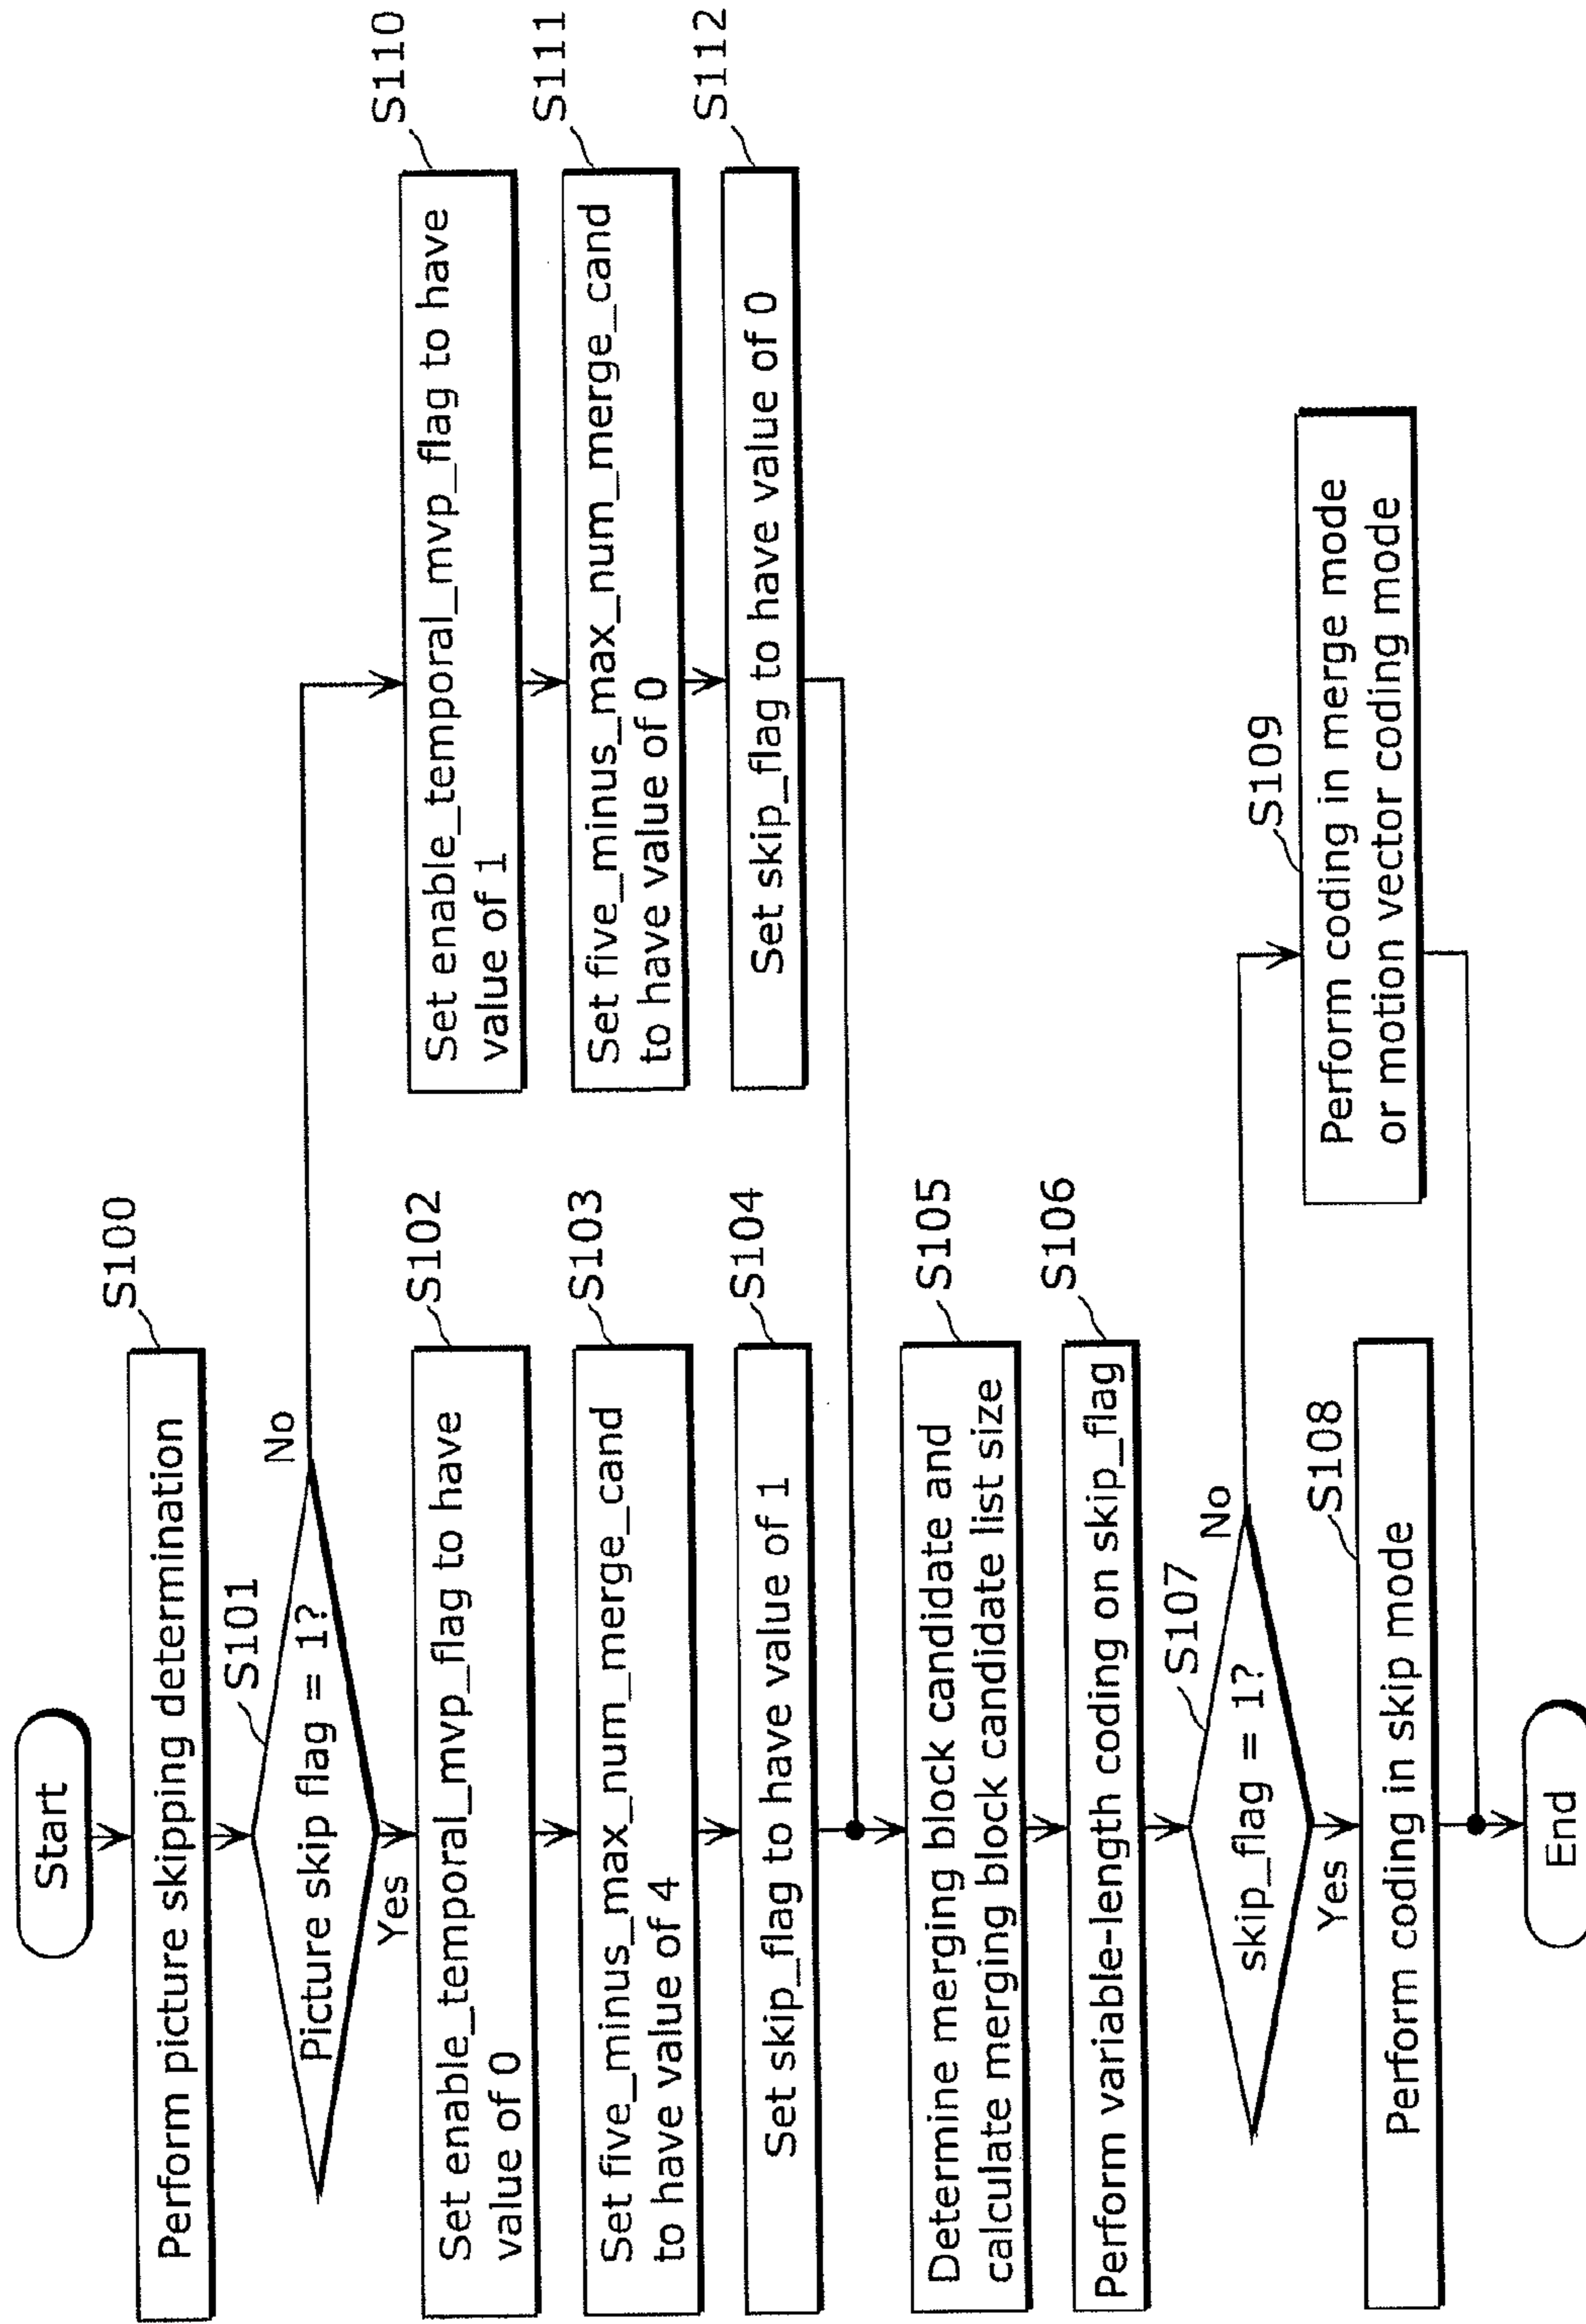 Start
S100
Perform picture skipping determination
S101
Picture skip flag = 1?
No
Yes
S102
Set enable_temporal_mvp_flag to have
value of 0
S103
Set five_minus_max_num_merge_cand
to have value of 4
S104
Set skip_flag to have value of 1
S110
Set enable_temporal_mvp_flag to have
value of 1
S111
Set five_minus_max_num_merge_cand
to have value of 0
S112
Set skip_flag to have value of 0
S105
Determine merging block candidate and
calculate merging block candidate list size
S106
Perform variable-length coding on skip_flag
S107
skip_flag = 1?
No
Yes
S108
Perform coding in skip mode
S109
Perform coding in merge mode
or motion vector coding mode
End